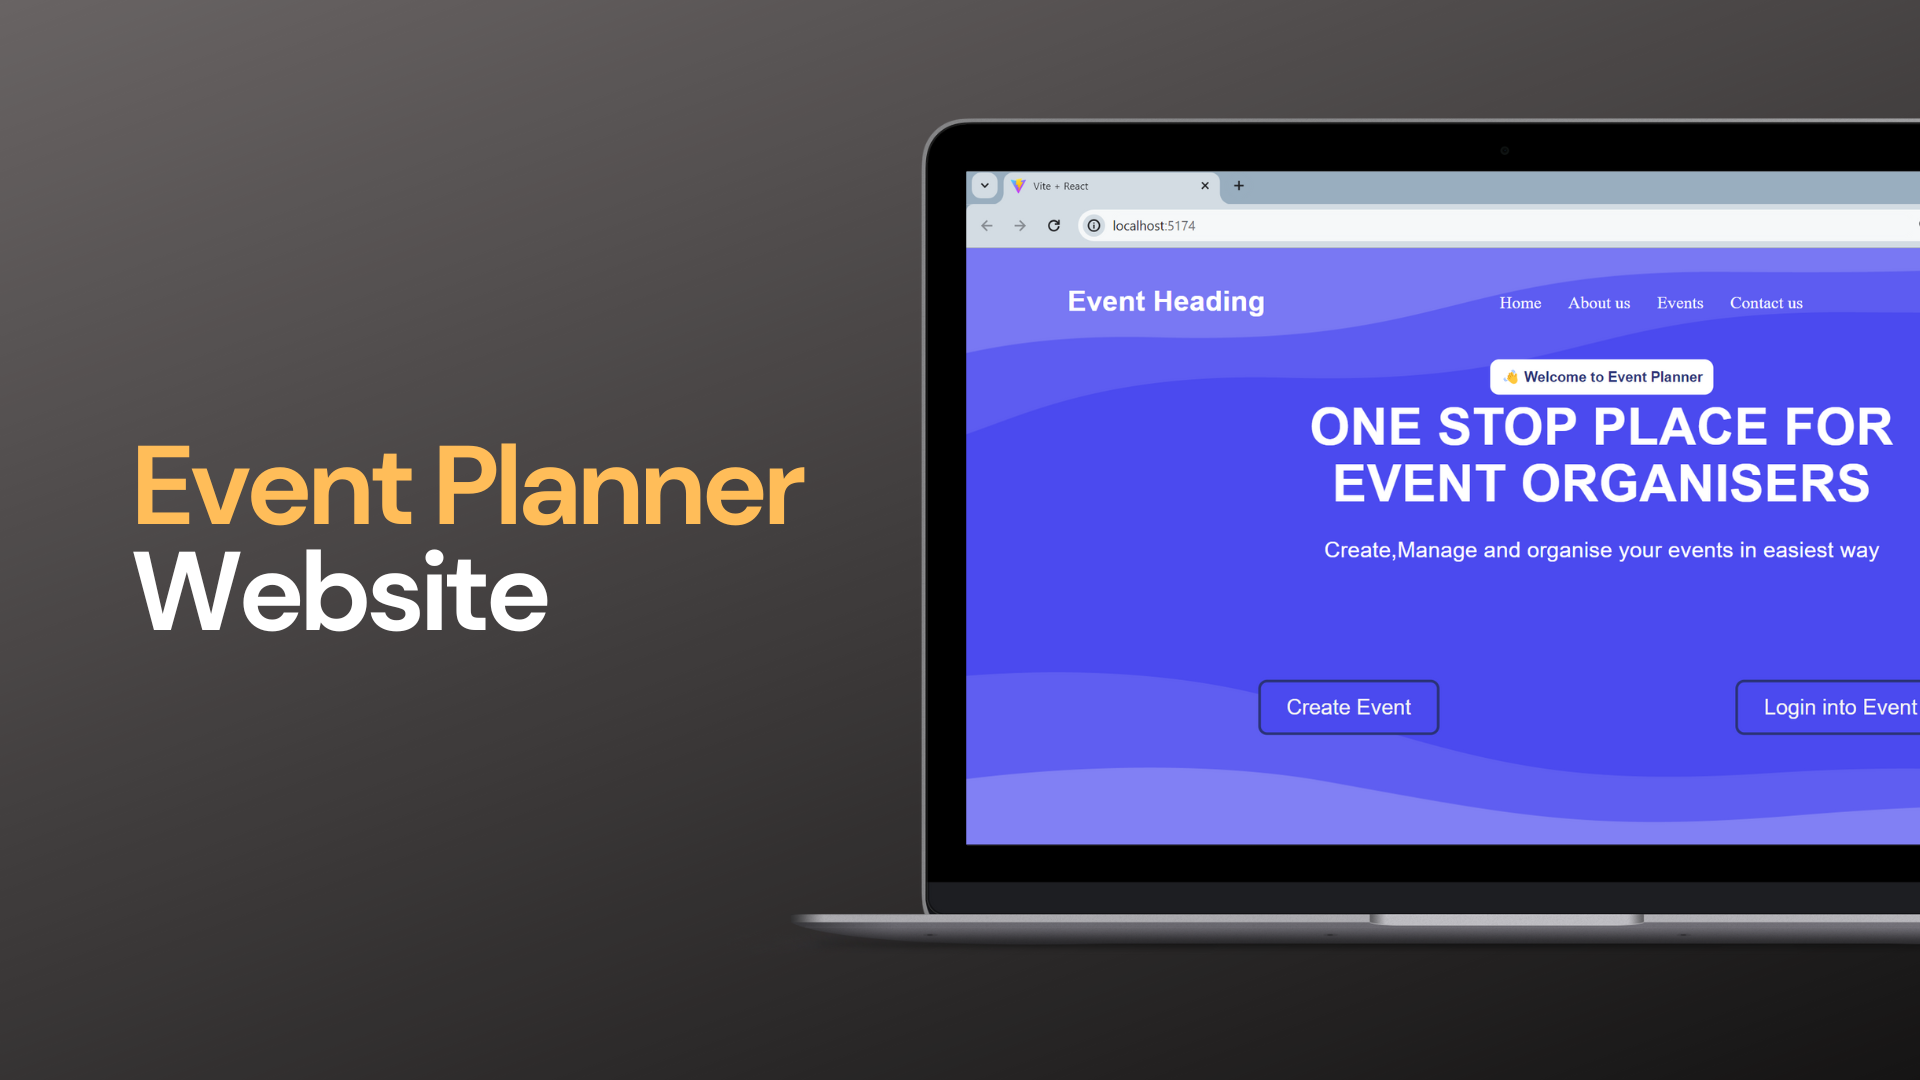 Event Planner
Website
Vite + React
localhost:5174
Event Heading
Home About us Events Contact us
👋 Welcome to Event Planner
ONE STOP PLACE FOR
EVENT ORGANISERS
Create,Manage and organise your events in easiest way
Create Event
Login into Event